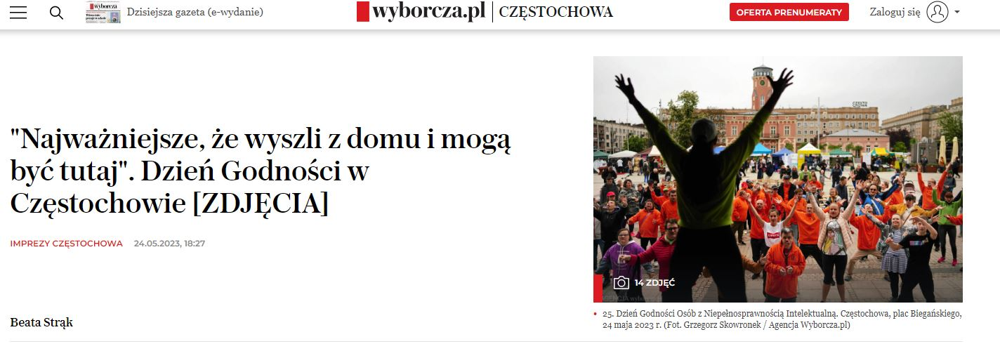 Dzisiejsza gazeta (e-wydanie)
wyborcza.pl CZĘSTOCHOWA
OFERTA PRENUMERATY
Zaloguj się
"Najważniejsze, że wyszli z domu i mogą
być tutaj". Dzień Godności w
Częstochowie [ZDJĘCIA]
IMPREZY CZĘSTOCHOWA 24.05.2023, 18:27
Beata Strąk
14 ZDJĘĆ
25. Dzień Godności Osób z Niepełnosprawnością Intelektualną. Częstochowa, plac Biegańskiego,
24 maja 2023 r. (Fot. Grzegorz Skowronek / Agencja Wyborcza.pl)